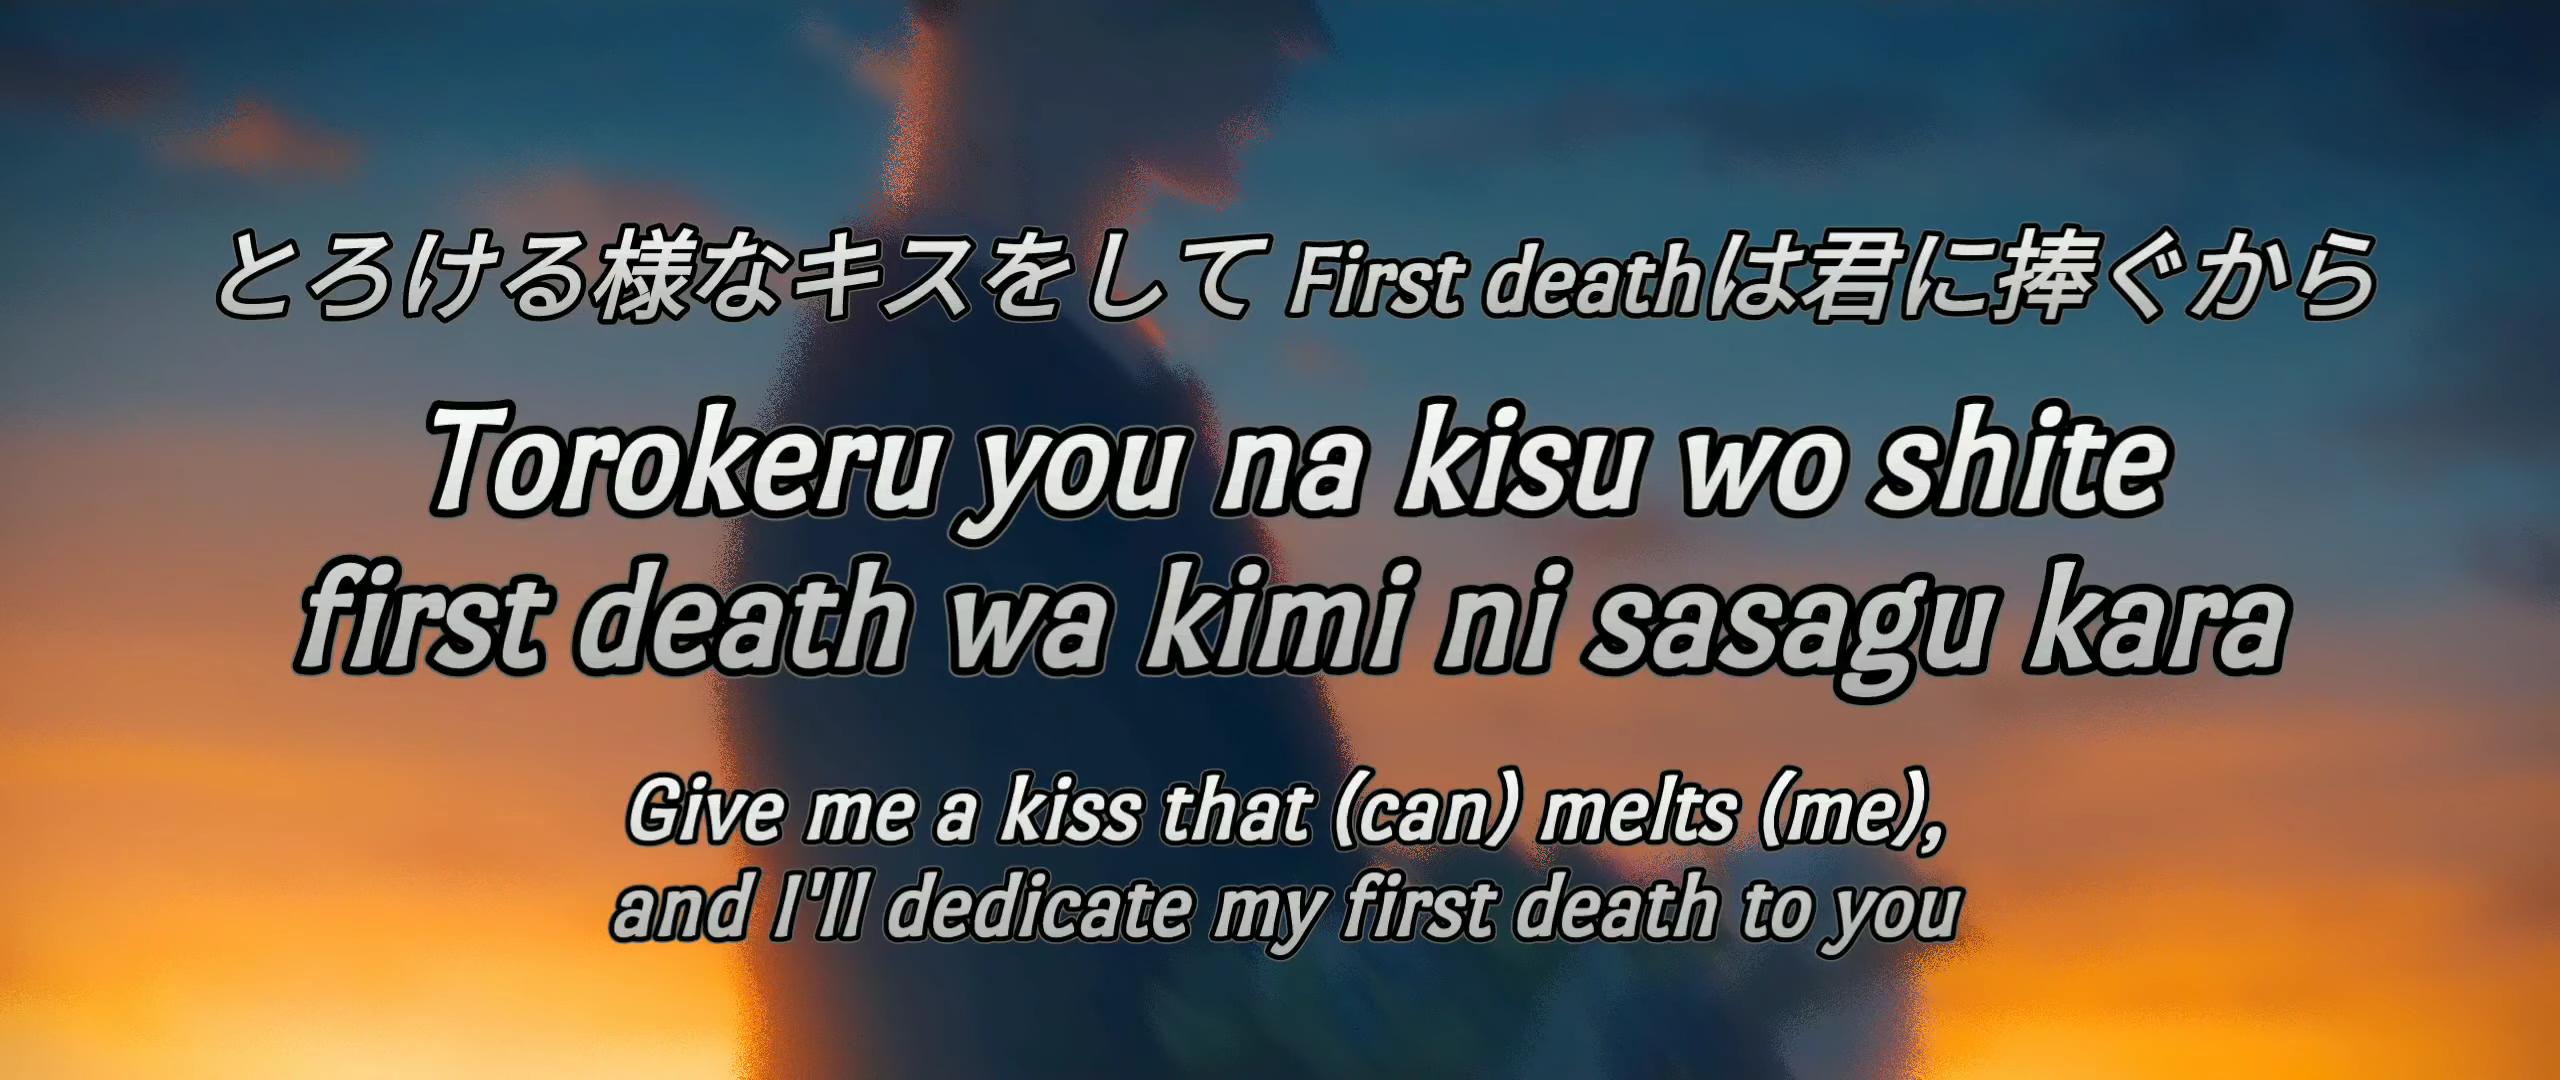 とろける様なキスをして First deathは君に捧ぐから
Torokeru you na kisu wo shite
first death wa kimi ni sasagu kara
Give me a kiss that (can) melts (me),
and I'll dedicate my first death to you